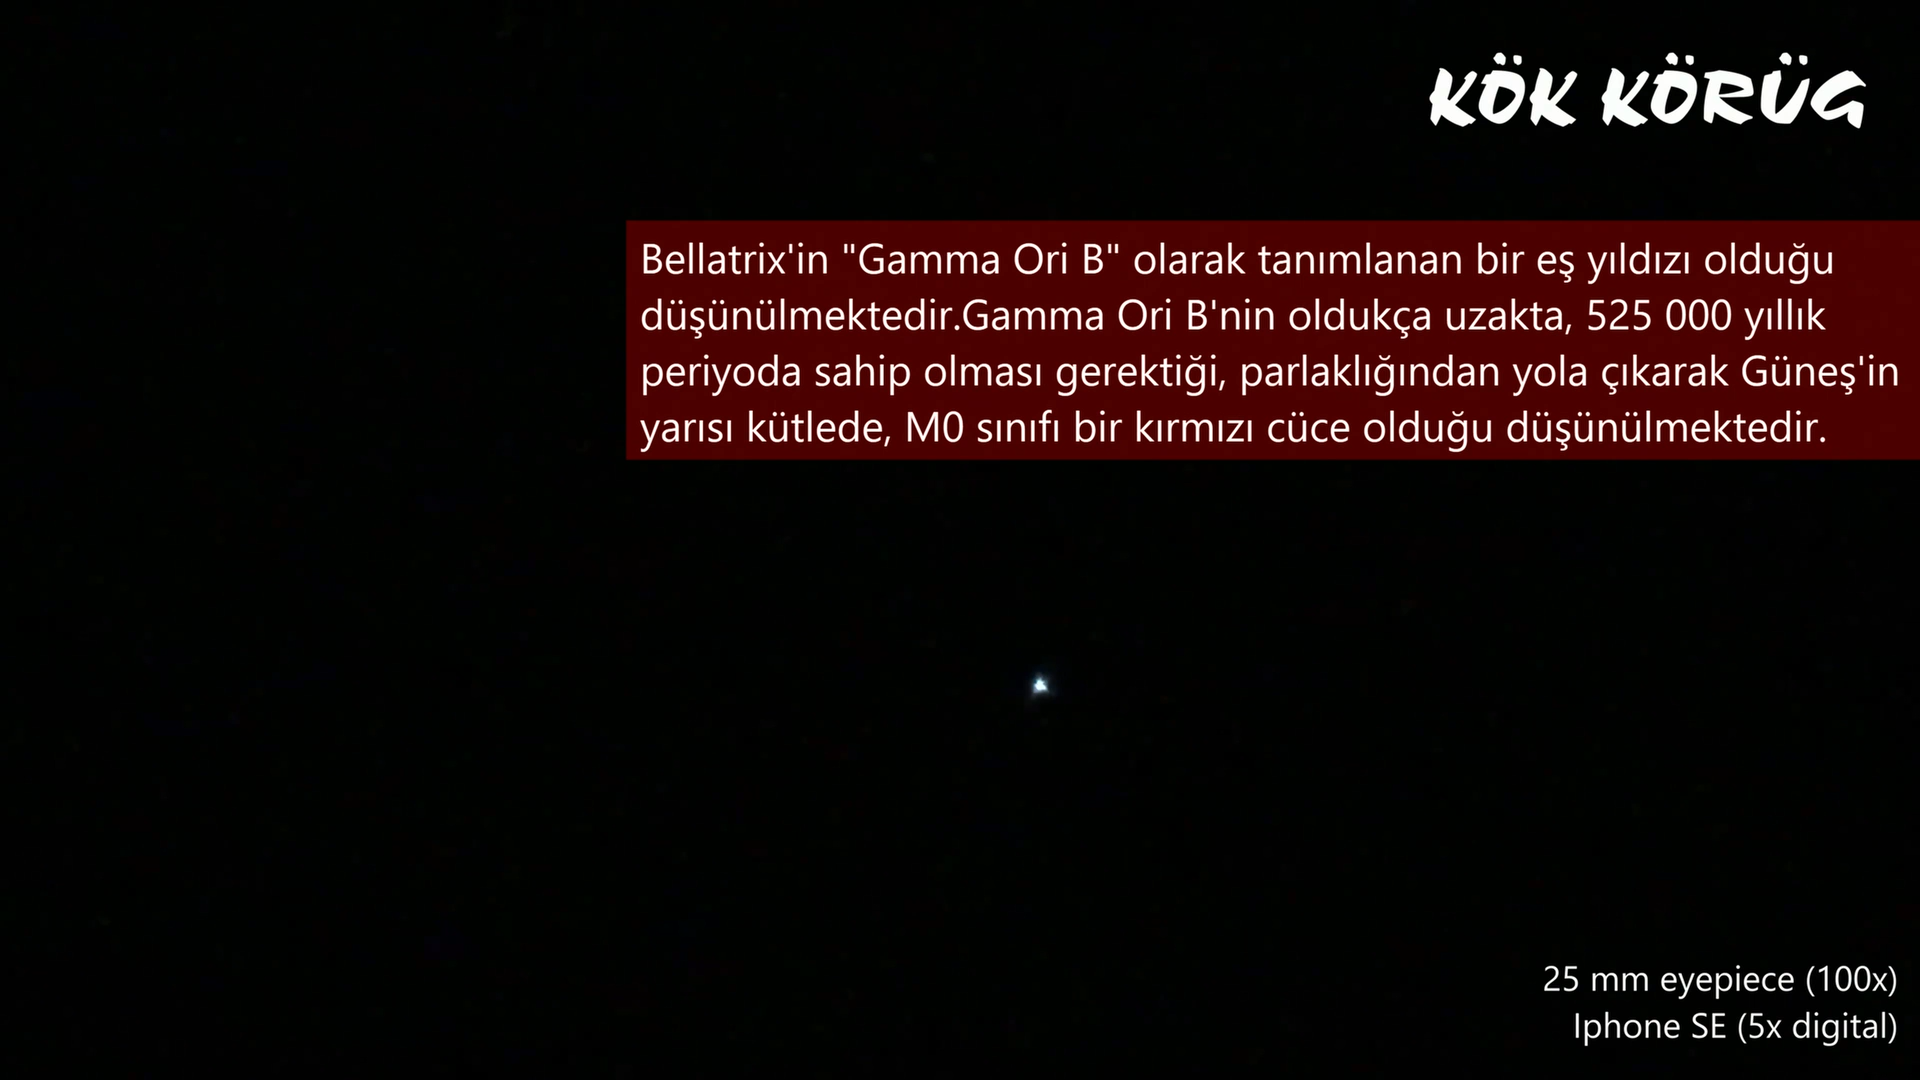 KÖK KÖRÜG
Bellatrix'in "Gamma Ori B" olarak tanımlanan bir eş yıldızı olduğu
düşünülmektedir.Gamma Ori B'nin oldukça uzakta, 525 000 yıllık
periyoda sahip olması gerektiği, parlaklığından yola çıkarak Güneş'in
yarısı kütlede, M0 sınıfı bir kırmızı cüce olduğu düşünülmektedir.
25 mm eyepiece (100x)
Iphone SE (5x digital)